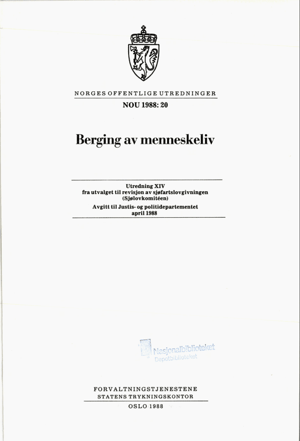 NORGES OFFENTLIGE UTREDNINGER
NOU 1988: 20
Berging av menneskeliv
Utredning XIV
fra utvalget til revisjon av sjøfartslovgivningen
(Sjølovkomitéen)
Avgitt til Justis- og politidepartementet
april 1988
Nasjonalbiblioteket
FORVALTNINGSTJENESTENE
STATENS TRYKNINGSKONTOR
OSLO 1988